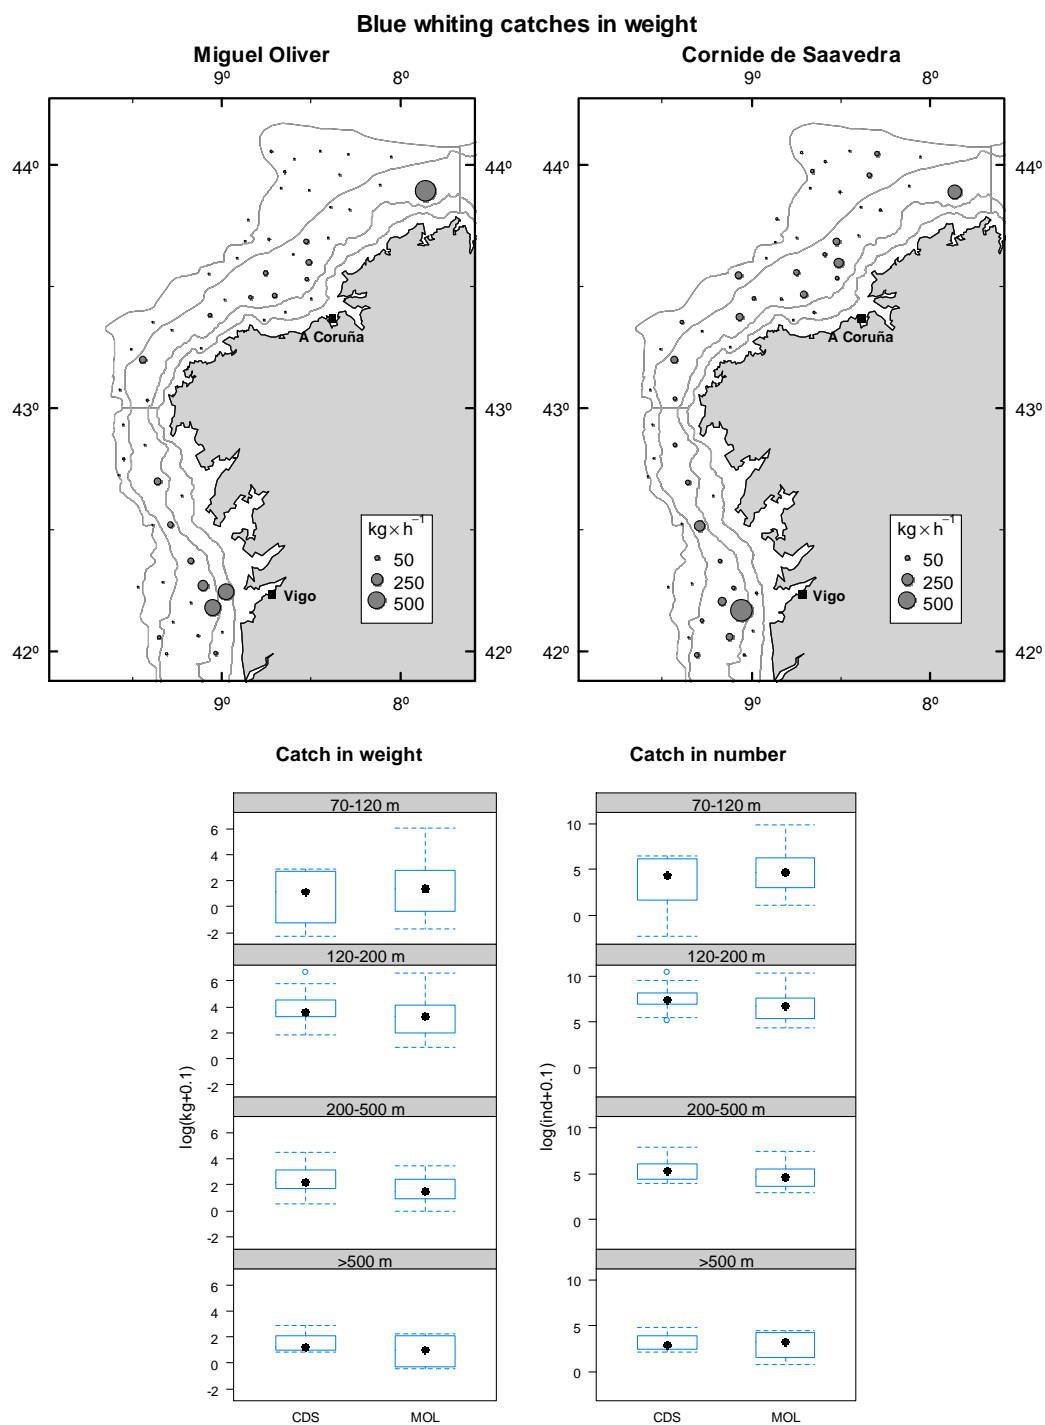 Blue whiting catches in weight
Miguel Oliver
Cornide de Saavedra
9º 8º
9º 8º
44º 44º 44º
43º 43º 43º
42º 42º 42º
A Coruña
Vigo
kg×h⁻¹
50
250
500
A Coruña
Vigo
kg×h⁻¹
50
250
500
9º 8º
9º 8º
Catch in weight
Catch in number
log(kg+0.1)
70-120 m
6
4
2
0
-2
120-200 m
6
4
2
0
-2
200-500 m
6
4
2
0
-2
>500 m
6
4
2
0
-2
CDS MOL
log(ind+0.1)
70-120 m
10
5
0
120-200 m
10
5
0
200-500 m
10
5
0
>500 m
10
5
0
CDS MOL